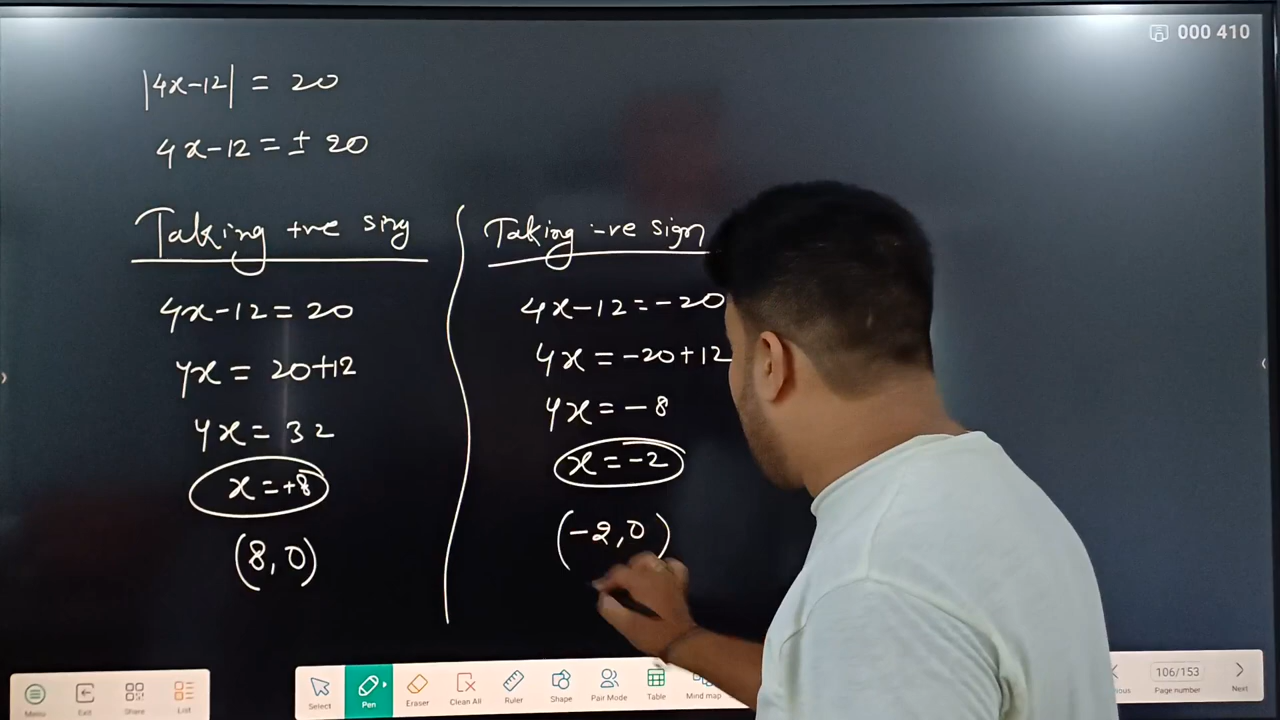 000 410
|4x-12| = 20
4x-12 = ± 20
Taking +ve sing
4x-12 = 20
4x = 20+12
4x = 32
x = +8
(8, 0)
Taking -ve sign
4x-12 = -20
4x = -20+12
4x = -8
x = -2
(-2, 0)
Menu
Exit
Share
List
Select
Pen
Eraser
Clean All
Ruler
Shape
Pair Mode
Table
Mind map
106/153
Page number
Next